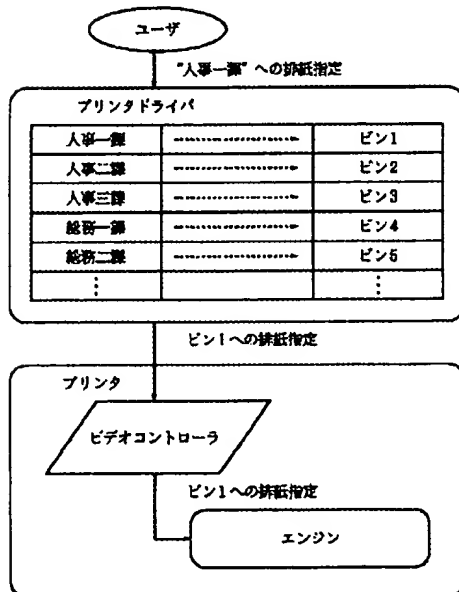 ユーザ
"人事一課"への排紙指定
プリンタドライバ
人事一課 ビン1
人事二課 ビン2
人事三課 ビン3
総務一課 ビン4
総務二課 ビン5
⋮ ⋮
ビン1への排紙指定
プリンタ
ビデオコントローラ
ビン1への排紙指定
エンジン